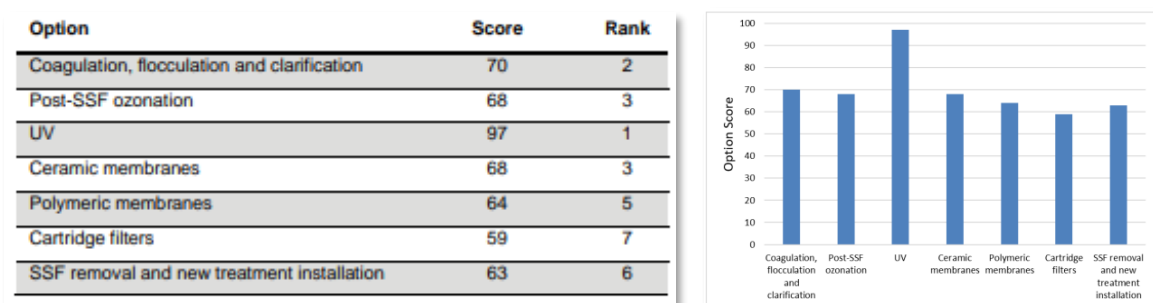 Option Score Rank
Coagulation, flocculation and clarification 70 2
Post-SSF ozonation 68 3
UV 97 1
Ceramic membranes 68 3
Polymeric membranes 64 5
Cartridge filters 59 7
SSF removal and new treatment installation 63 6
Option Score
100
90
80
70
60
50
40
30
20
10
0
Coagulation, flocculation and clarification
Post-SSF ozonation
UV
Ceramic membranes
Polymeric membranes
Cartridge filters
SSF removal and new treatment installation